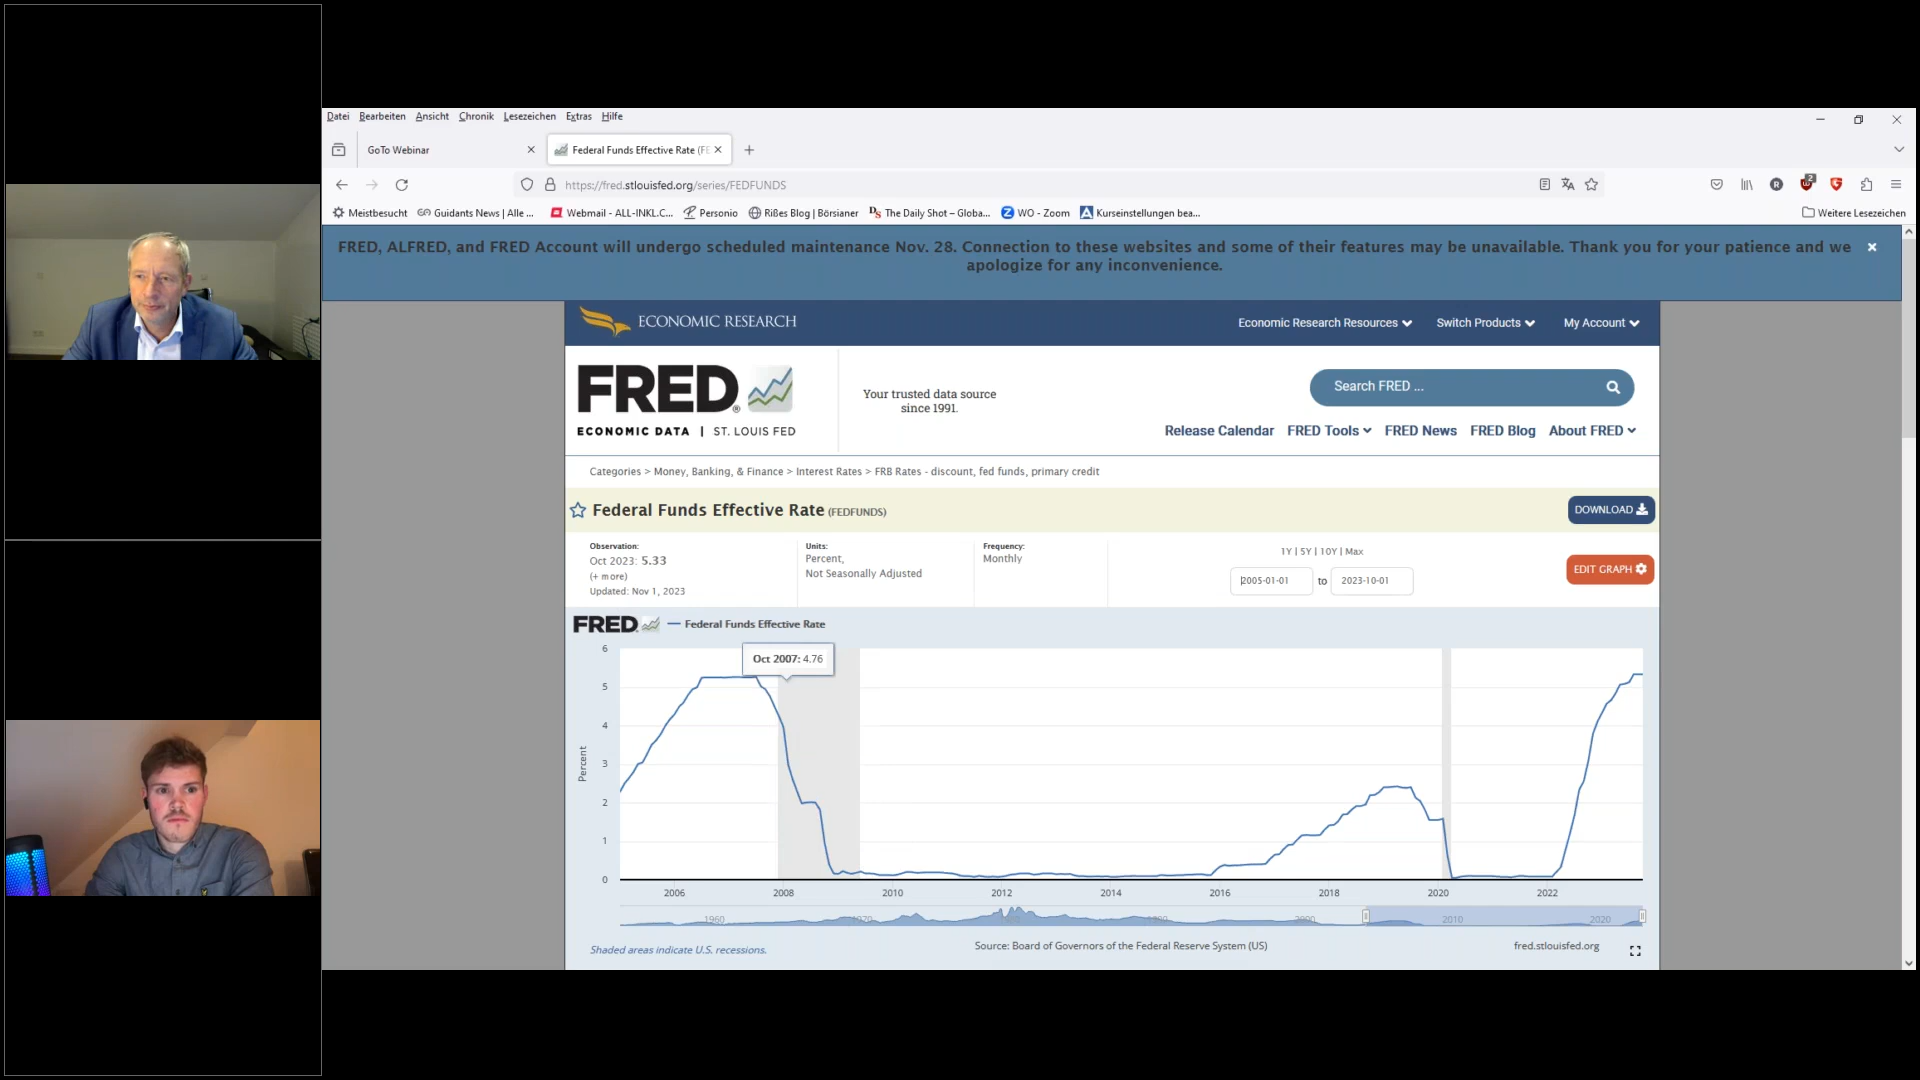 Datei Bearbeiten Ansicht Chronik Lesezeichen Extras Hilfe
GoTo Webinar
Federal Funds Effective Rate (FE
https://fred.stlouisfed.org/series/FEDFUNDS
Meistbesucht Guidants News | Alle ... Webmail - ALL-INKL.C... Personio Rißes Blog | Börsianer The Daily Shot – Globa... WO - Zoom Kurseinstellungen bea... Weitere Lesezeichen
FRED, ALFRED, and FRED Account will undergo scheduled maintenance Nov. 28. Connection to these websites and some of their features may be unavailable. Thank you for your patience and we
apologize for any inconvenience.
ECONOMIC RESEARCH
Economic Research Resources Switch Products My Account
FRED®
ECONOMIC DATA | ST. LOUIS FED
Your trusted data source
since 1991.
Search FRED ...
Release Calendar FRED Tools FRED News FRED Blog About FRED
Categories > Money, Banking, & Finance > Interest Rates > FRB Rates - discount, fed funds, primary credit
Federal Funds Effective Rate (FEDFUNDS)
DOWNLOAD
Observation:
Oct 2023: 5.33
(+ more)
Updated: Nov 1, 2023
Units:
Percent,
Not Seasonally Adjusted
Frequency:
Monthly
1Y | 5Y | 10Y | Max
2005-01-01 to 2023-10-01
EDIT GRAPH
FRED Federal Funds Effective Rate
Oct 2007: 4.76
Percent
6
5
4
3
2
1
0
2006 2008 2010 2012 2014 2016 2018 2020 2022
1960 1970 1990 2000 2010 2020
Shaded areas indicate U.S. recessions.
Source: Board of Governors of the Federal Reserve System (US)
fred.stlouisfed.org